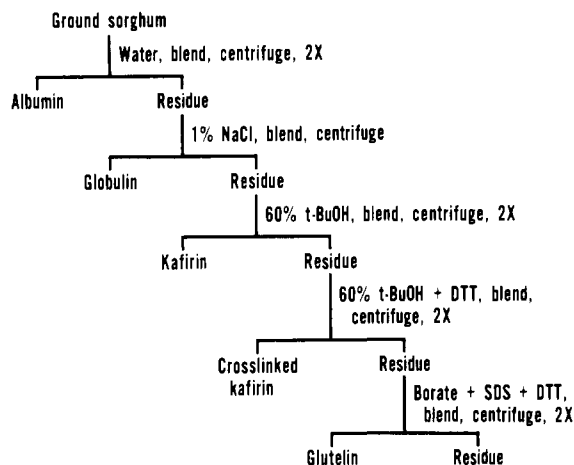 Ground sorghum
Water, blend, centrifuge, 2X
Albumin
Residue
1% NaCl, blend, centrifuge
Globulin
Residue
60% t-BuOH, blend, centrifuge, 2X
Kafirin
Residue
60% t-BuOH + DTT, blend,
centrifuge, 2X
Crosslinked
kafirin
Residue
Borate + SDS + DTT,
blend, centrifuge, 2X
Glutelin
Residue